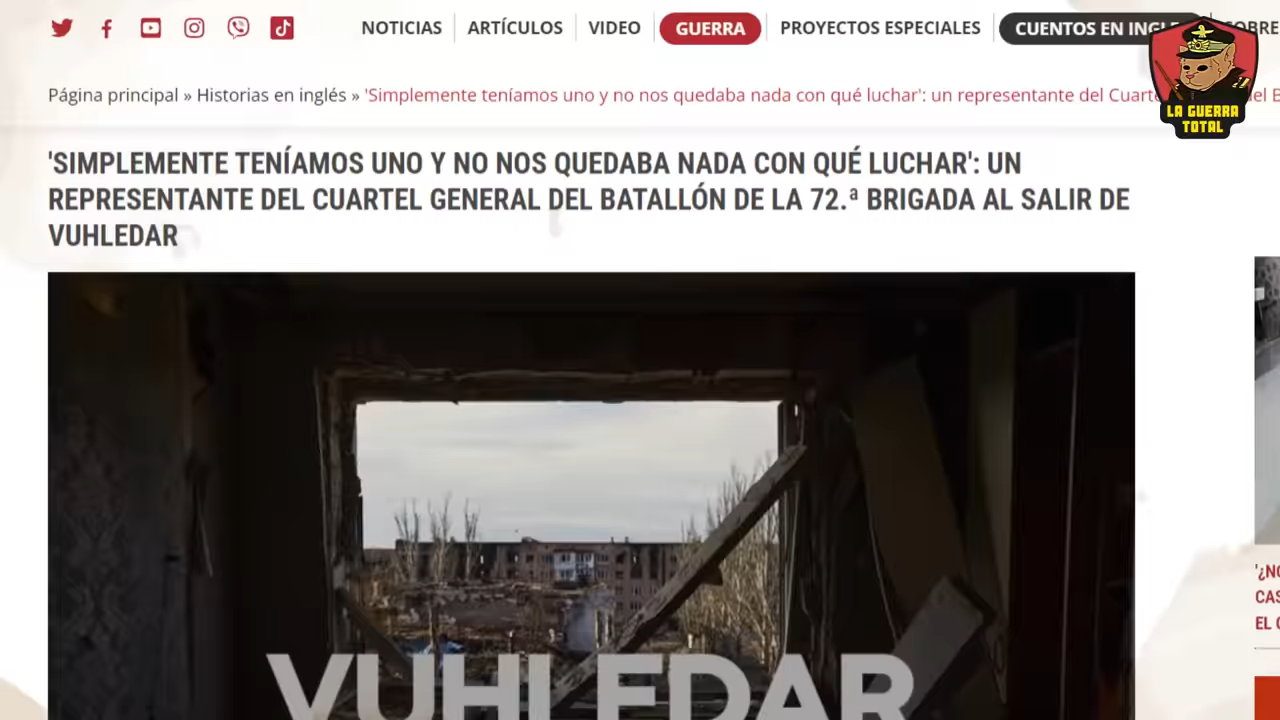 NOTICIAS ARTÍCULOS VIDEO GUERRA PROYECTOS ESPECIALES CUENTOS EN
LA GUERRA
TOTAL
Página principal » Historias en inglés » 'Simplemente teníamos uno y no nos quedaba nada con qué luchar': un representante del
'SIMPLEMENTE TENÍAMOS UNO Y NO NOS QUEDABA NADA CON QUÉ LUCHAR': UN
REPRESENTANTE DEL CUARTEL GENERAL DEL BATALLÓN DE LA 72.ª BRIGADA AL SALIR DE
VUHLEDAR
VUHLEDAR